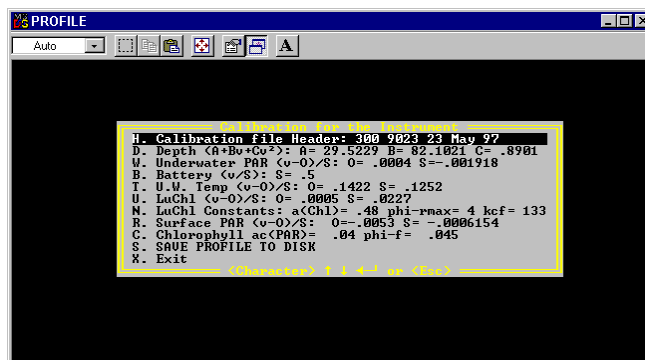 PROFILE
Auto
A
Calibration for the Instrument
H. Calibration file Header: 300 9023 23 May 97
D. Depth (A+Bv+Cv²): A= 29.5229 B= 82.1021 C= .8901
W. Underwater PAR (v-O)/S: O= .0004 S=-.001918
B. Battery (v/S): S= .5
T. U.W. Temp (v-O)/S: O= .1422 S= .1252
U. LuChl (v-O)/S: O= .0005 S= .0227
N. LuChl Constants: a(Chl)= .48 phi-rmax= 4 kcf= 133
R. Surface PAR (v-O)/S: O=-.0053 S= -.0006154
C. Chlorophyll ac(PAR)= .04 phi-f= .045
S. SAVE PROFILE TO DISK
X. Exit
<Character> ↑ ↓ ◄┘ or <Esc>